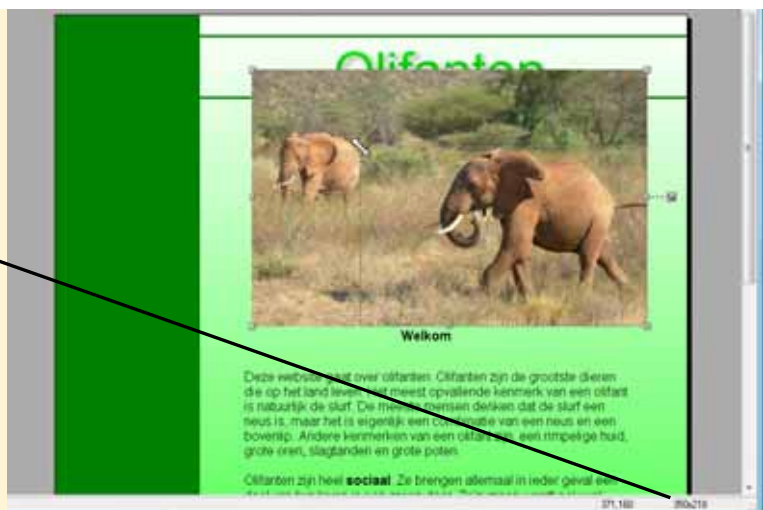 Olifanten
Welkom
Deze website gaat over olifanten. Olifanten zijn de grootste dieren
die op het land leven. Het meest opvallende kenmerk van een olifant
is natuurlijk de slurf. De meeste mensen denken dat de slurf een
neus is, maar het is eigenlijk een combinatie van een neus en een
bovenlip. Andere kenmerken van een olifant zijn, een rimpelige huid,
grote oren, slagtanden en grote poten.
Olifanten zijn heel sociaal. Ze brengen allemaal in ieder geval een
371,160 350x218